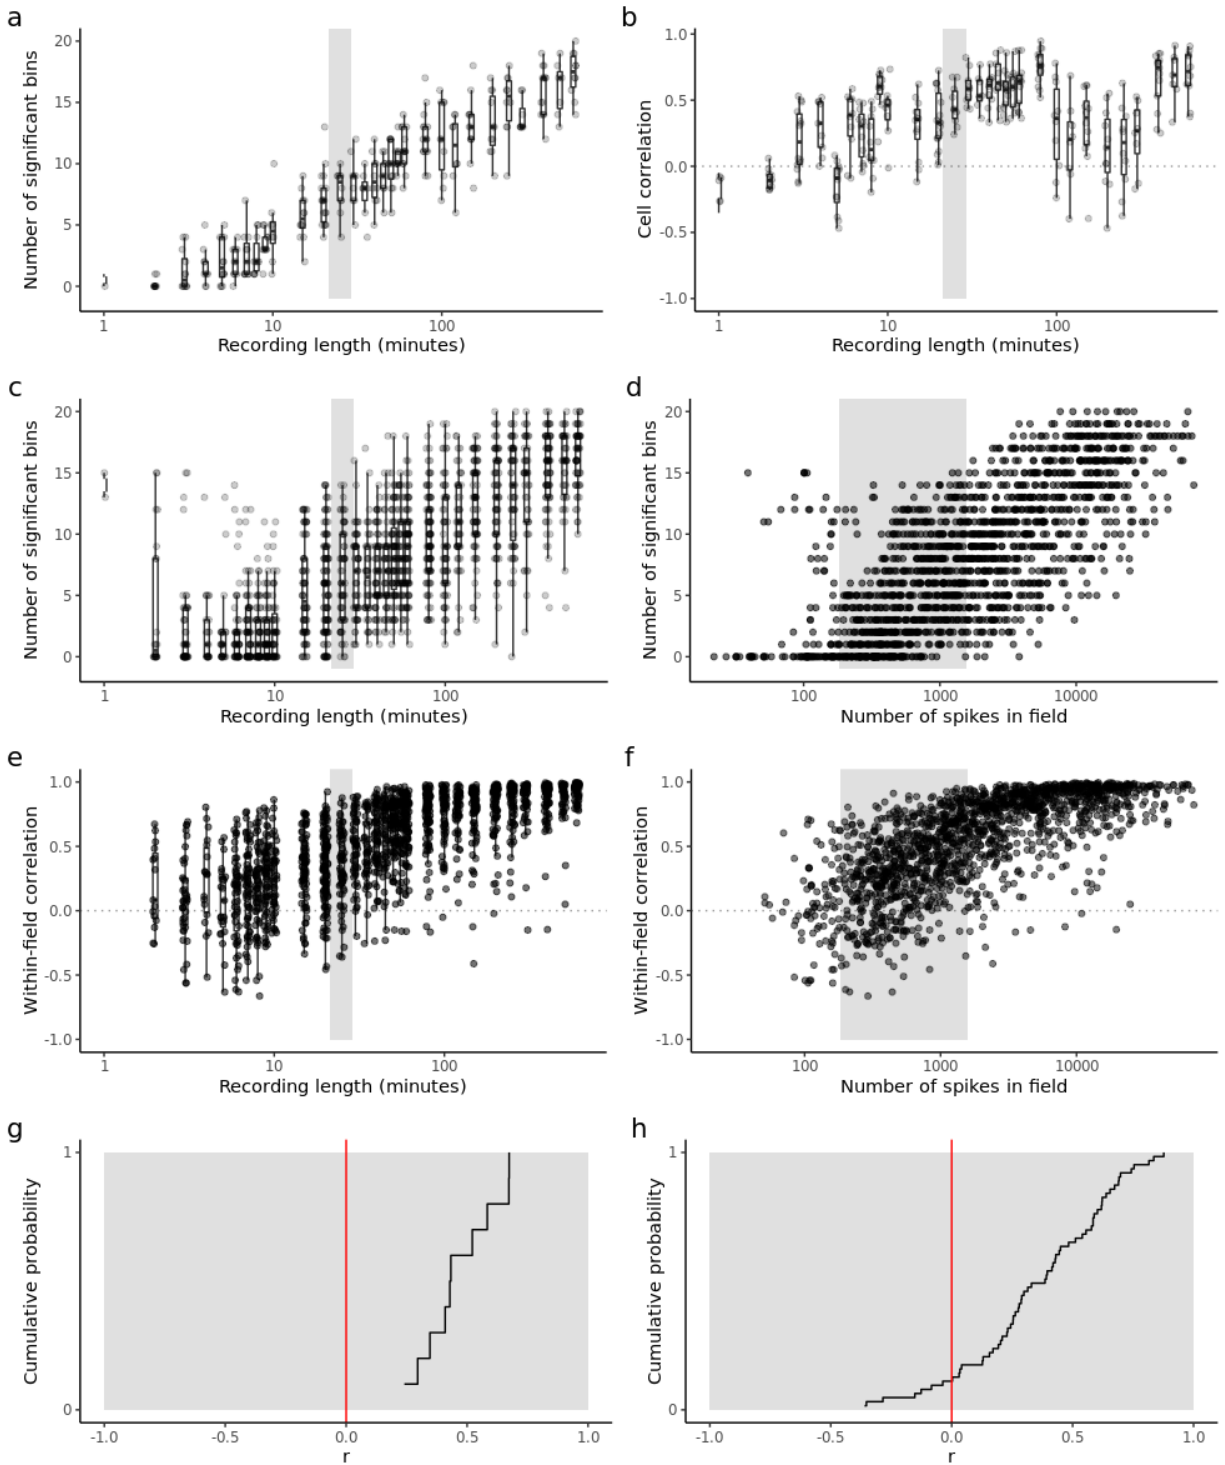 a
Number of significant bins
20
15
10
5
0
1
10
100
Recording length (minutes)
b
Cell correlation
1.0
0.5
0.0
-0.5
-1.0
1
10
100
Recording length (minutes)
c
Number of significant bins
20
15
10
5
0
1
10
100
Recording length (minutes)
d
Number of significant bins
20
15
10
5
0
100
1000
10000
Number of spikes in field
e
Within-field correlation
1.0
0.5
0.0
-0.5
-1.0
1
10
100
Recording length (minutes)
f
Within-field correlation
1.0
0.5
0.0
-0.5
-1.0
100
1000
10000
Number of spikes in field
g
Cumulative probability
1
0
-1.0
-0.5
0.0
0.5
1.0
r
h
Cumulative probability
1
0
-1.0
-0.5
0.0
0.5
1.0
r